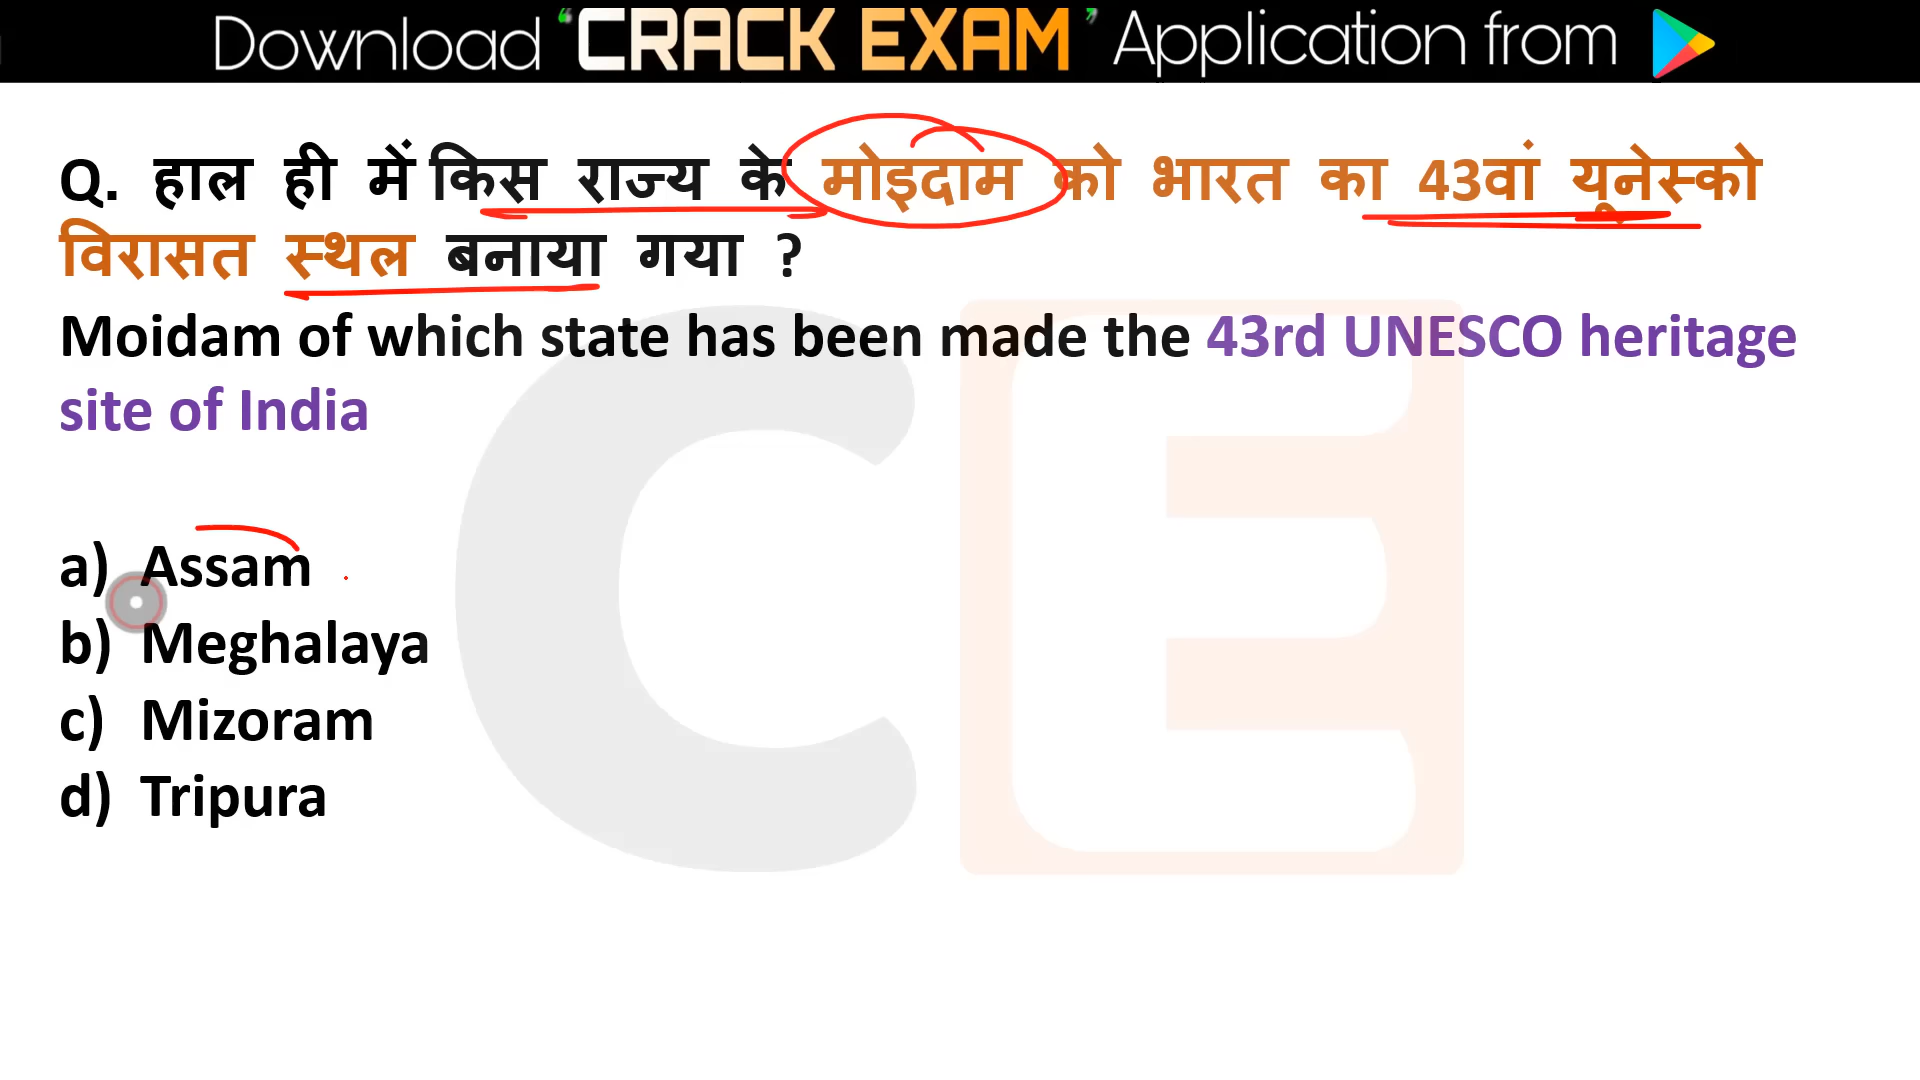 Download ‘CRACK EXAM’ Application from
Q. हाल ही में किस राज्य के मोइदाम को भारत का 43वां यूनेस्को
विरासत स्थल बनाया गया ?
Moidam of which state has been made the 43rd UNESCO heritage
site of India
a) Assam
b) Meghalaya
c) Mizoram
d) Tripura
CE